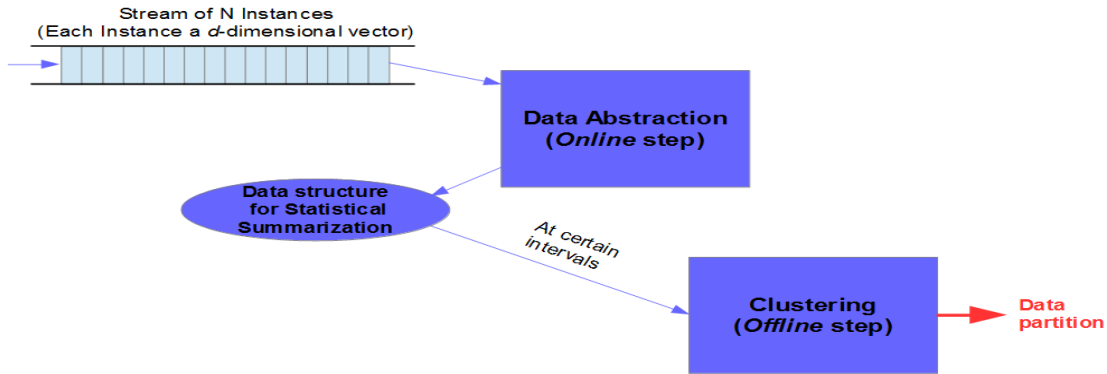 Stream of N Instances
(Each Instance a d-dimensional vector)
Data Abstraction
(Online step)
Data structure
for Statistical
Summarization
At certain
intervals
Clustering
(Offline step)
Data
partition